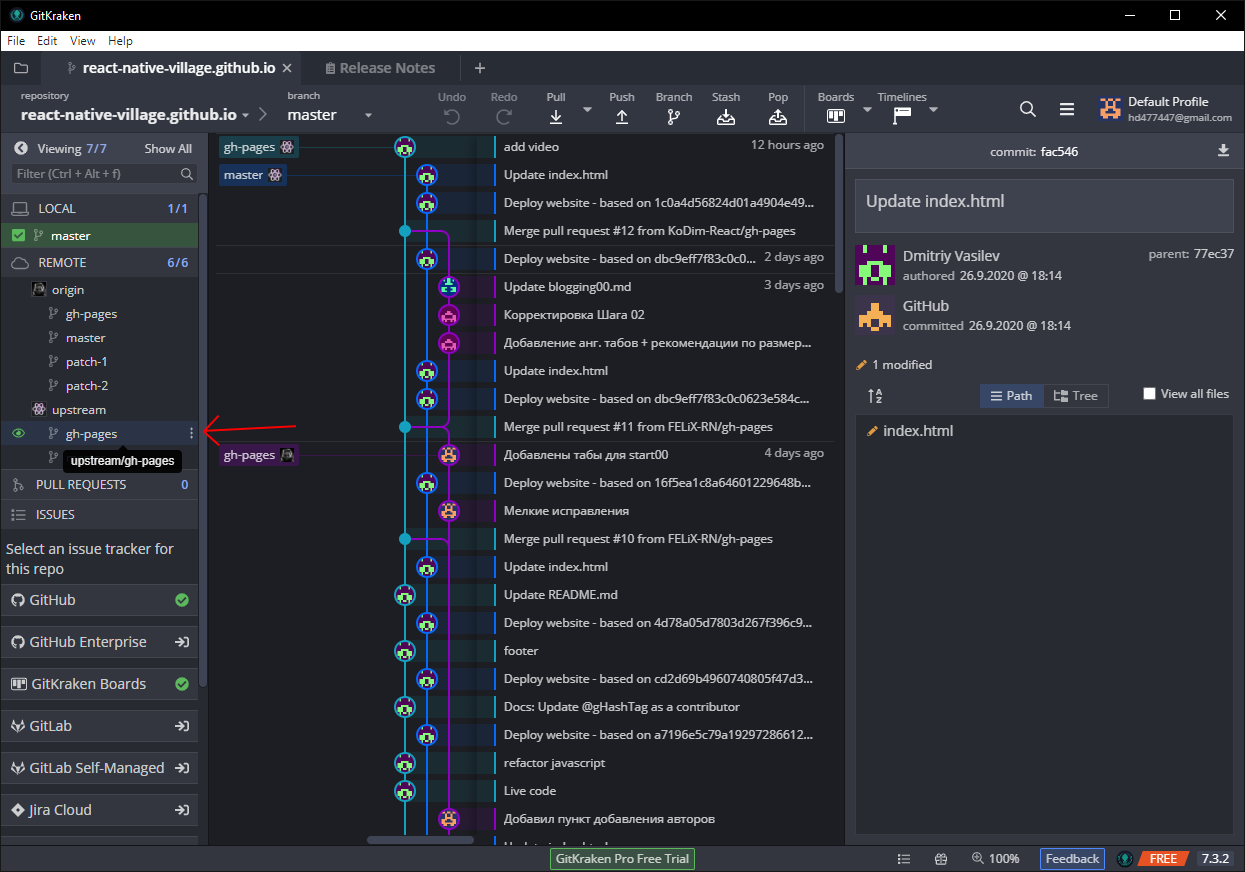 GitKraken
File Edit View Help
react-native-village.github.io
Release Notes
repository
react-native-village.github.io
branch
master
Undo
Redo
Pull
Push
Branch
Stash
Pop
Boards
Timelines
Default Profile
hd477447@gmail.com
Viewing 7/7
Show All
Filter (Ctrl + Alt + f)
LOCAL 1/1
master
REMOTE 6/6
origin
gh-pages
master
patch-1
patch-2
upstream
gh-pages
upstream/gh-pages
PULL REQUESTS 0
ISSUES
Select an issue tracker for
this repo
GitHub
GitHub Enterprise
GitKraken Boards
GitLab
GitLab Self-Managed
Jira Cloud
gh-pages
add video 12 hours ago
master
Update index.html
Deploy website - based on 1c0a4d56824d01a4904e49...
Merge pull request #12 from KoDim-React/gh-pages
Deploy website - based on dbc9eff7f83c0c0... 2 days ago
Update blogging00.md 3 days ago
Корректировка Шага 02
Добавление анг. табов + рекомендации по размер...
Update index.html
Deploy website - based on dbc9eff7f83c0c0623e584c...
Merge pull request #11 from FELiX-RN/gh-pages
gh-pages
Добавлены табы для start00 4 days ago
Deploy website - based on 16f5ea1c8a64601229648b...
Мелкие исправления
Merge pull request #10 from FELiX-RN/gh-pages
Update index.html
Update README.md
Deploy website - based on 4d78a05d7803d267f396c9...
footer
Deploy website - based on cd2d69b4960740805f47d3...
Docs: Update @gHashTag as a contributor
Deploy website - based on a7196e5c79a19297286612...
refactor javascript
Live code
Добавил пункт добавления авторов
commit: fac546
Update index.html
Dmitriy Vasilev
authored 26.9.2020 @ 18:14
parent: 77ec37
GitHub
committed 26.9.2020 @ 18:14
1 modified
Path
Tree
View all files
index.html
GitKraken Pro Free Trial
100%
Feedback
FREE
7.3.2